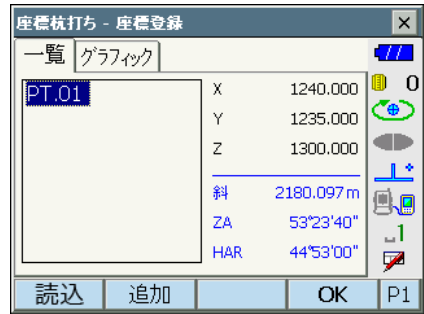 座標杭打ち - 座標登録
一覧 グラフィック
PT.01
X 1240.000
Y 1235.000
Z 1300.000
斜 2180.097m
ZA 53°23'40"
HAR 44°53'00"
0
1
読込 追加 OK P1